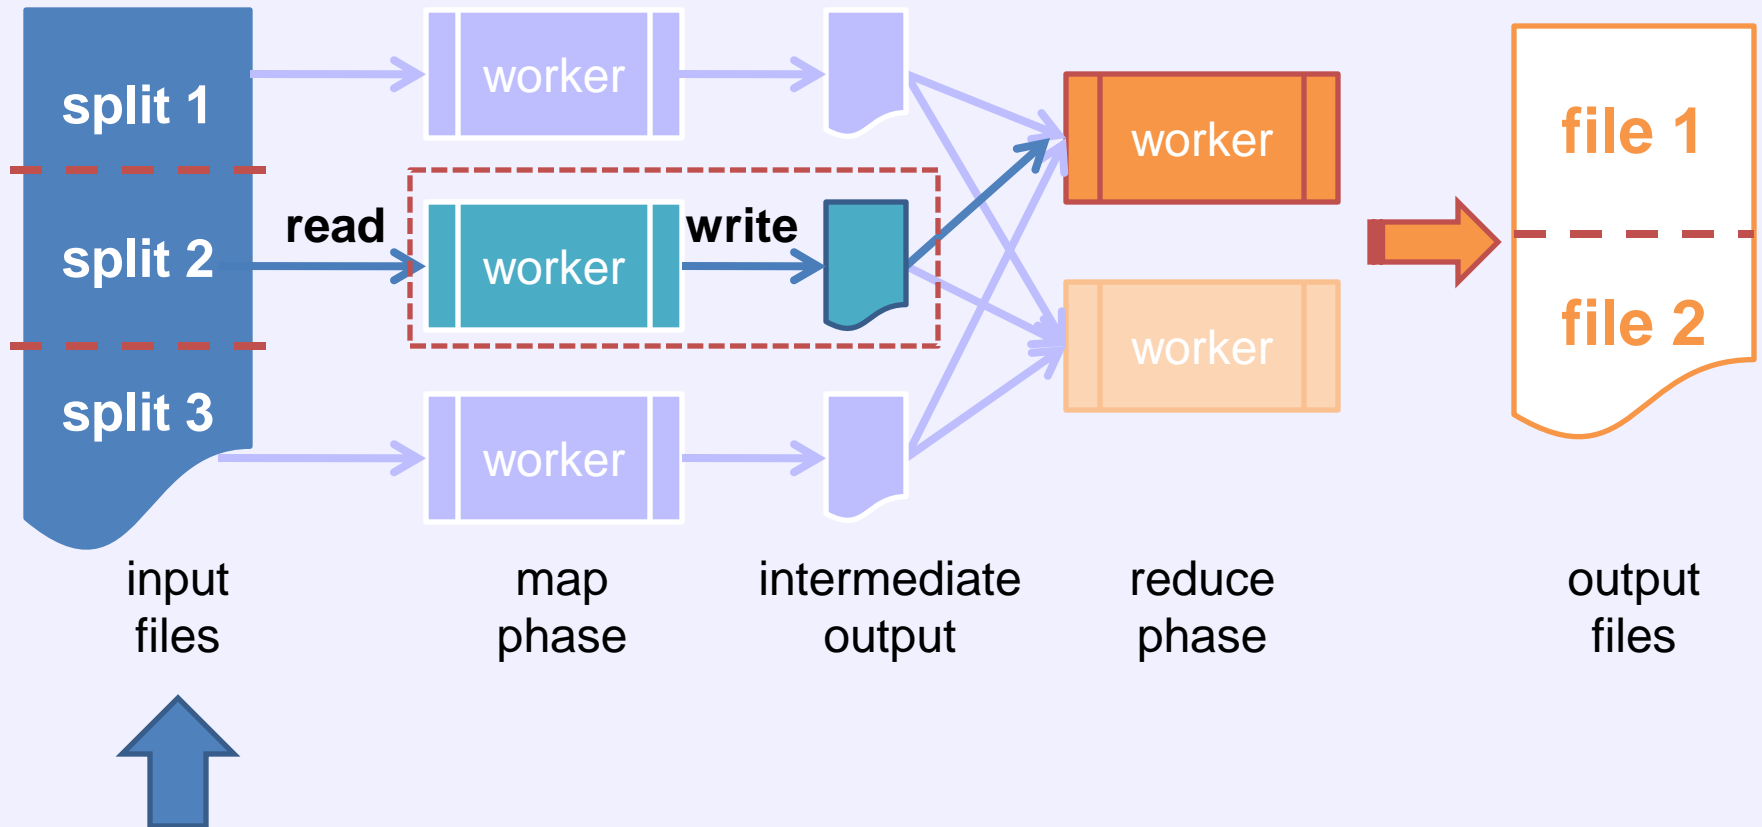 split 1
worker
worker
file 1
read
write
split 2
worker
file 2
worker
split 3
worker
input
files
map
phase
intermediate
output
reduce
phase
output
files